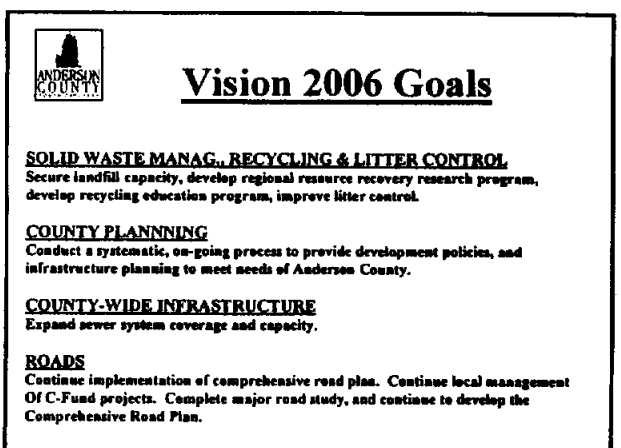 ANDERSON
COUNTY
Vision 2006 Goals
SOLID WASTE MANAG., RECYCLING & LITTER CONTROL
Secure landfill capacity, develop regional resource recovery research program,
develop recycling education program, improve litter control.
COUNTY PLANNNING
Conduct a systematic, on-going process to provide development policies, and
infrastructure planning to meet needs of Anderson County.
COUNTY-WIDE INFRASTRUCTURE
Expand sewer system coverage and capacity.
ROADS
Continue implementation of comprehensive road plan. Continue local management
Of C-Fund projects. Complete major road study, and continue to develop the
Comprehensive Road Plan.